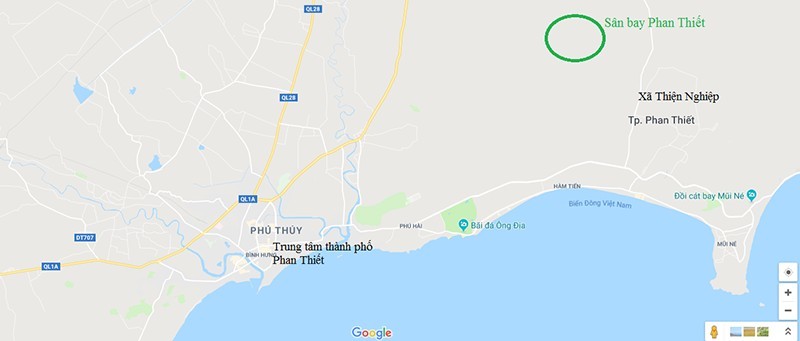 QL28
Sân bay Phan Thiết
QL28
Xã Thiện Nghiệp
Tp. Phan Thiết
HÀM TIẾN
Đồi cát bay Mũi Né
QL1A
Biển Đông Việt Nam
PHÚ HÀI
Bãi đá Ông Địa
PHÚ THỦY
DT707
Trung tâm thành phố
Phan Thiết
MŨI NÉ
BÌNH HƯNG
QL1A
Google